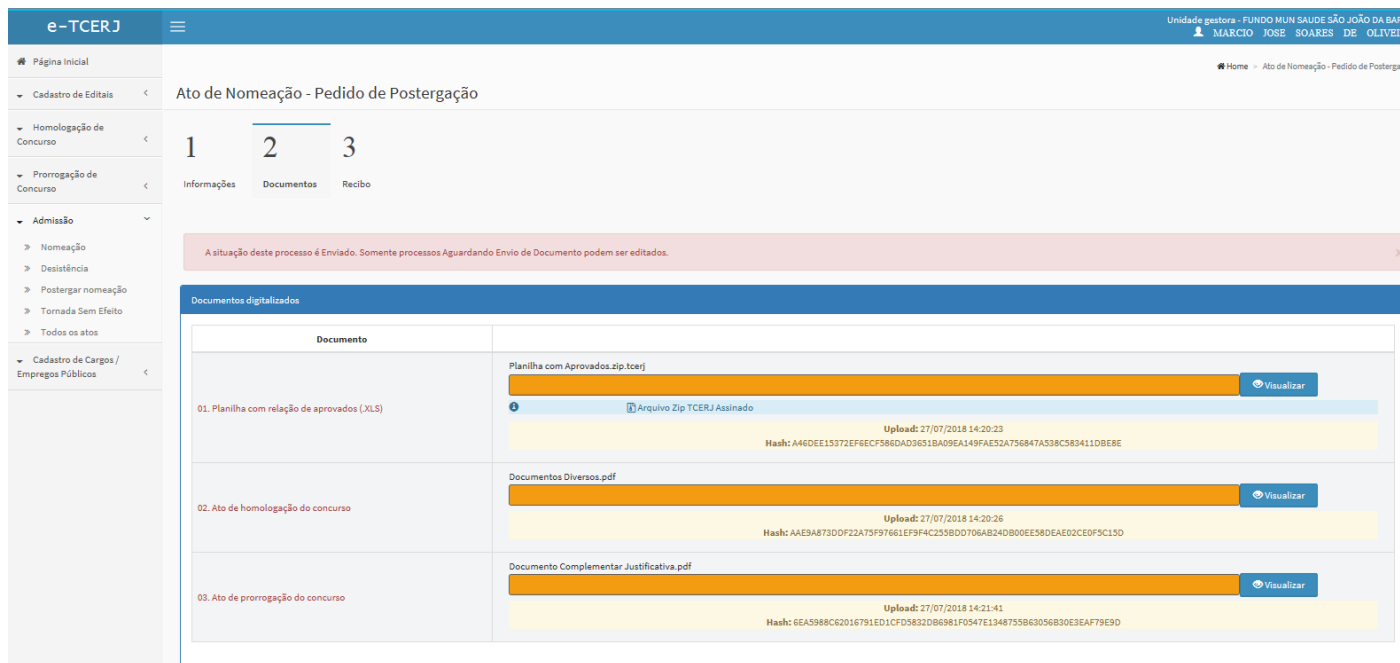 e-TCERJ
Unidade gestora - FUNDO MUN SAUDE SÃO JOÃO DA BAR
MARCIO JOSE SOARES DE OLIVEI
Página Inicial
Home > Ato de Nomeação - Pedido de Posterga
Cadastro de Editais
Ato de Nomeação - Pedido de Postergação
Homologação de
Concurso
Prorrogação de
Concurso
Admissão
Nomeação
Desistência
Postergar nomeação
Tornada Sem Efeito
Todos os atos
Cadastro de Cargos /
Empregos Públicos
1 2 3
Informações Documentos Recibo
A situação deste processo é Enviado. Somente processos Aguardando Envio de Documento podem ser editados.
Documentos digitalizados
Documento
01. Planilha com relação de aprovados (.XLS)
Planilha com Aprovados.zip.tcerj
Visualizar
Arquivo Zip TCERJ Assinado
Upload: 27/07/2018 14:20:23
Hash: A46DEE15372EF6ECF586DAD3651BA09EA149FAE52A756847A538C583411DBE8E
02. Ato de homologação do concurso
Documentos Diversos.pdf
Visualizar
Upload: 27/07/2018 14:20:26
Hash: AAE9A873DDF22A75F97661EF9F4C255BDD706AB24DB00EE58DEAE02CE0F5C15D
03. Ato de prorrogação do concurso
Documento Complementar Justificativa.pdf
Visualizar
Upload: 27/07/2018 14:21:41
Hash: 6EA5988C62016791ED1CFD5832DB6981F0547E1348755B63056B30E3EAF79E9D